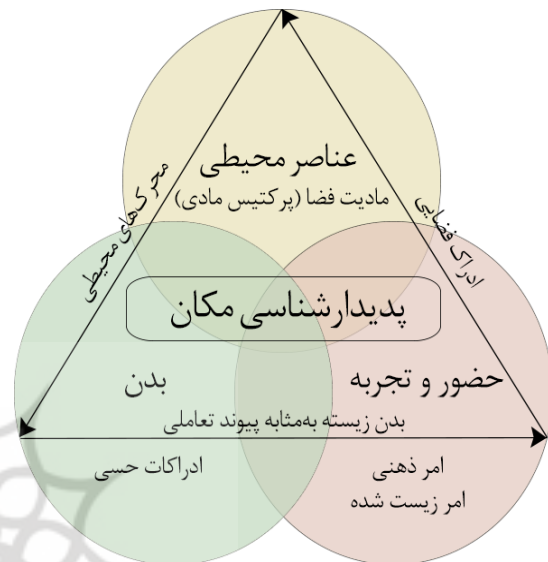 عناصر محیطی
مادیت فضا (پرکتیس مادی)
محرک‌های محیطی
ادراک فضایی
پدیدارشناسی مکان
حضور و تجربه
بدن
بدن زیسته به‌مثابه پیوند تعاملی
امر ذهنی
امر زیست شده
ادراکات حسی